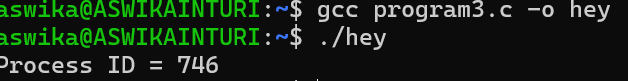 aswika@ASWIKAINTURI:~$ gcc program3.c -o hey
aswika@ASWIKAINTURI:~$ ./hey
Process ID = 746